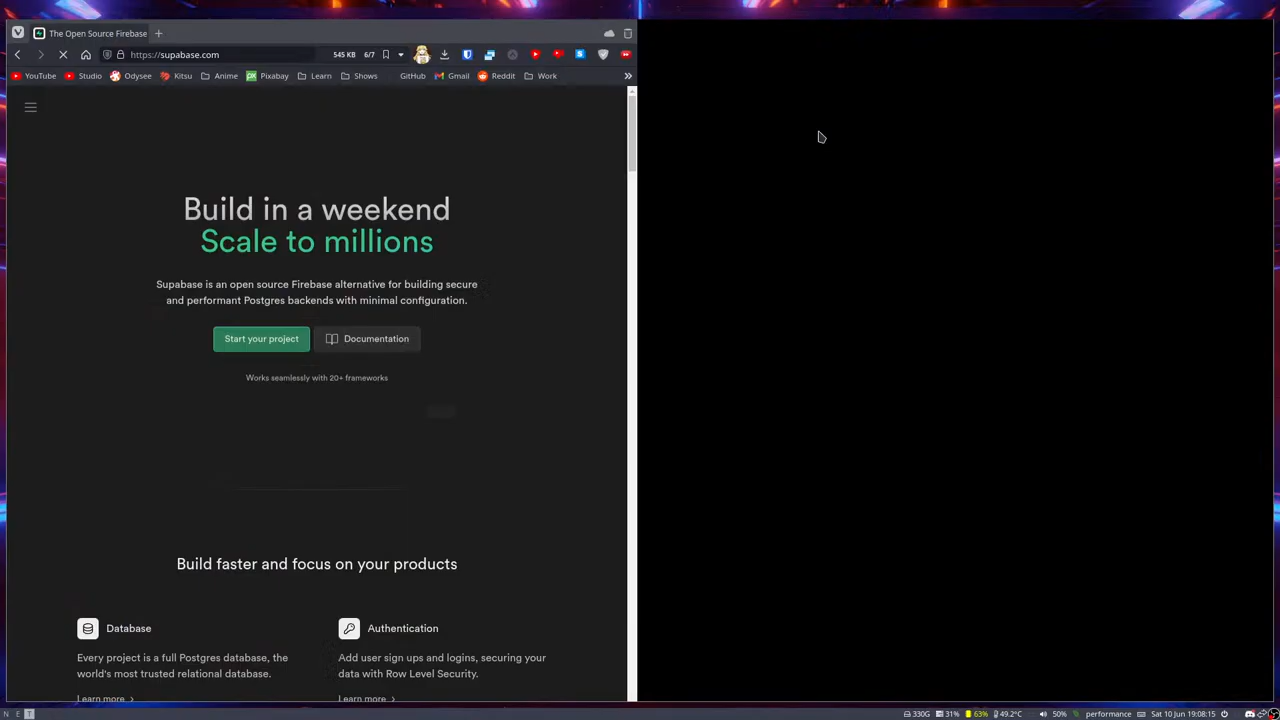 The Open Source Firebase
https://supabase.com
545 KB 6/7
YouTube Studio Odysee Kitsu Anime Pixabay Learn Shows GitHub Gmail Reddit Work
Build in a weekend
Scale to millions
Supabase is an open source Firebase alternative for building secure
and performant Postgres backends with minimal configuration.
Start your project
Documentation
Works seamlessly with 20+ frameworks
Build faster and focus on your products
Database
Every project is a full Postgres database, the
world's most trusted relational database.
Learn more
Authentication
Add user sign ups and logins, securing your
data with Row Level Security.
Learn more
N E T
330G 31% 63% 49.2°C 50% performance Sat 10 Jun 19:08:15